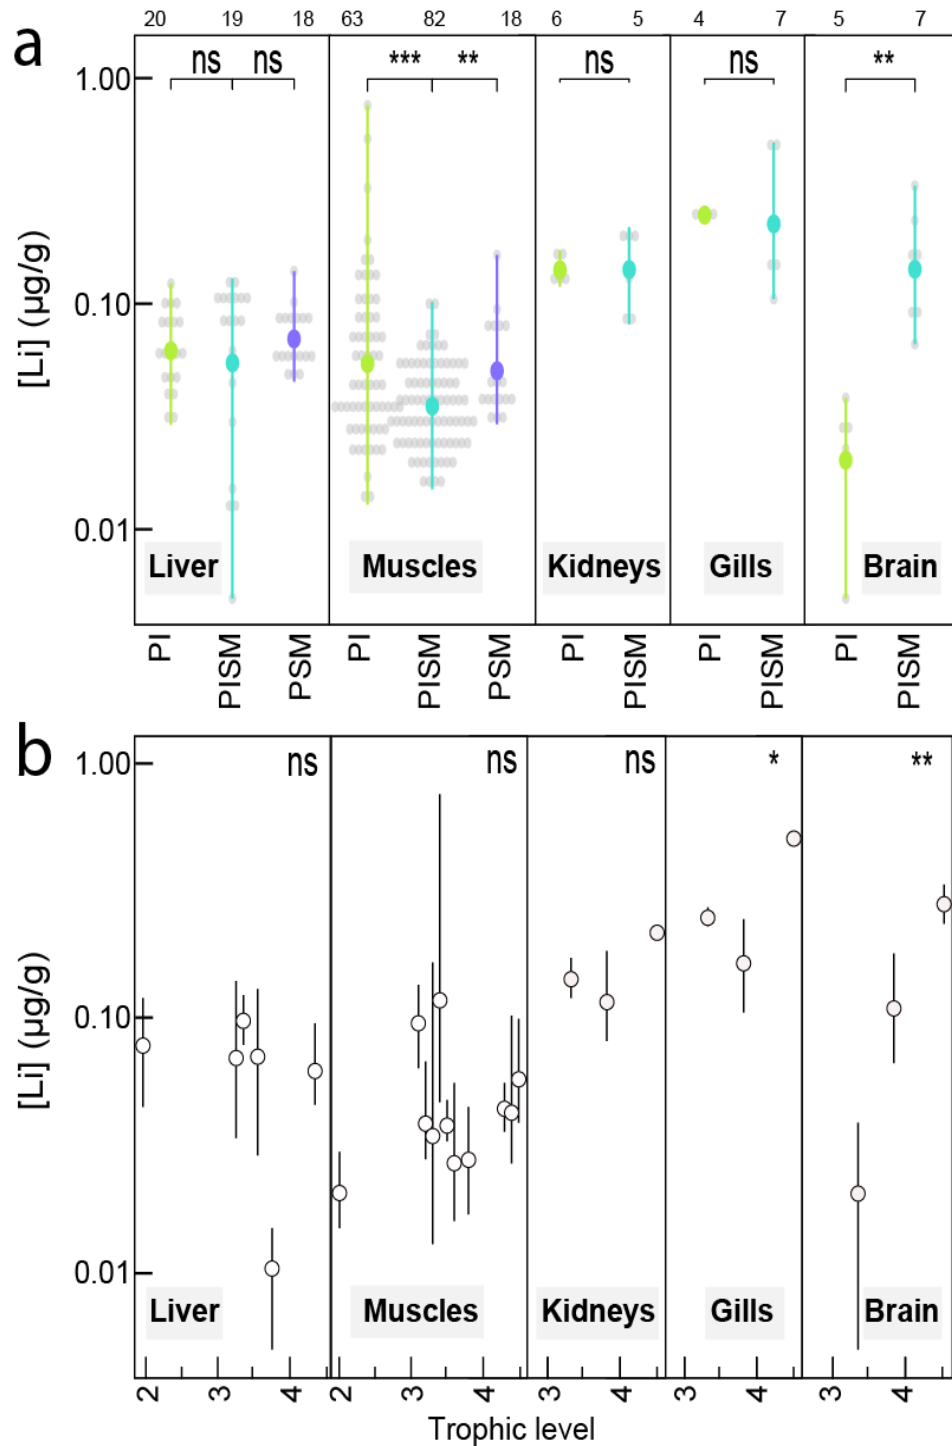 a
20 19 18 63 82 18 6 5 4 7 5 7
ns ns *** ** ns ns **
1.00
0.10
0.01
[Li] (µg/g)
Liver Muscles Kidneys Gills Brain
PI PISM PSM PI PISM PSM PI PISM PI PISM PI PISM
b
ns ns ns * **
1.00
0.10
0.01
[Li] (µg/g)
Liver Muscles Kidneys Gills Brain
2 3 4 2 3 4 3 4 3 4 3 4
Trophic level